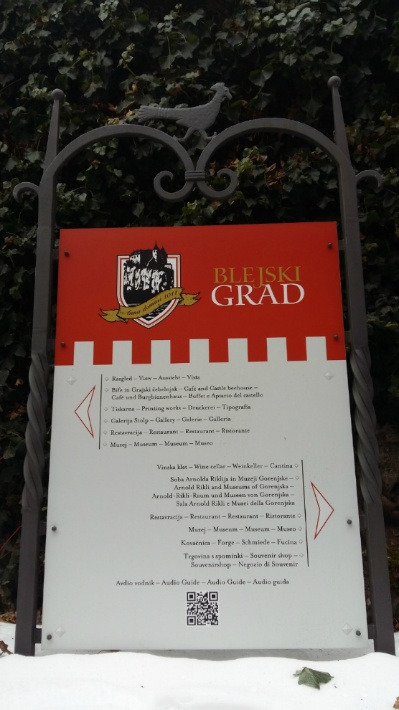 BLEJSKI
GRAD
Anno domini 1011
Razgled – View – Aussicht – Vista
Bife in Grajski čebelnjak – Café and Castle beehouse –
Café und Burgbienenhaus – Buffet e Apiario del castello
Tiskarna – Printing works – Druckerei – Tipografia
Galerija Stolp – Gallery – Galerie – Galleria
Restavracija – Restaurant – Restaurant – Ristorante
Muzej – Museum – Museum – Museo
Vinska klet – Wine cellar – Weinkeller – Cantina
Soba Arnolda Riklija in Muzeji Gorenjske –
Arnold Rikli and Museums of Gorenjska –
Arnold-Rikli-Raum und Museen von Gorenjska –
Sala Arnold Rikli e Musei della Gorenjska
Restavracija – Restaurant – Restaurant – Ristorante
Muzej – Museum – Museum – Museo
Kovačnica – Forge – Schmiede – Fucina
Trgovina s spominki – Souvenir shop –
Souvenirshop – Negozio di Souvenir
Avdio vodnik – Audio Guide – Audio Guide – Audio guida